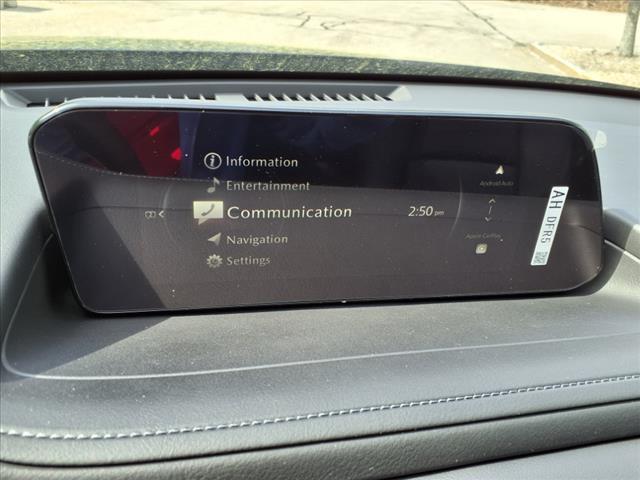 Information
Entertainment
Communication
2:50 pm
Navigation
Settings
Android Auto
Apple CarPlay
AH DFR5